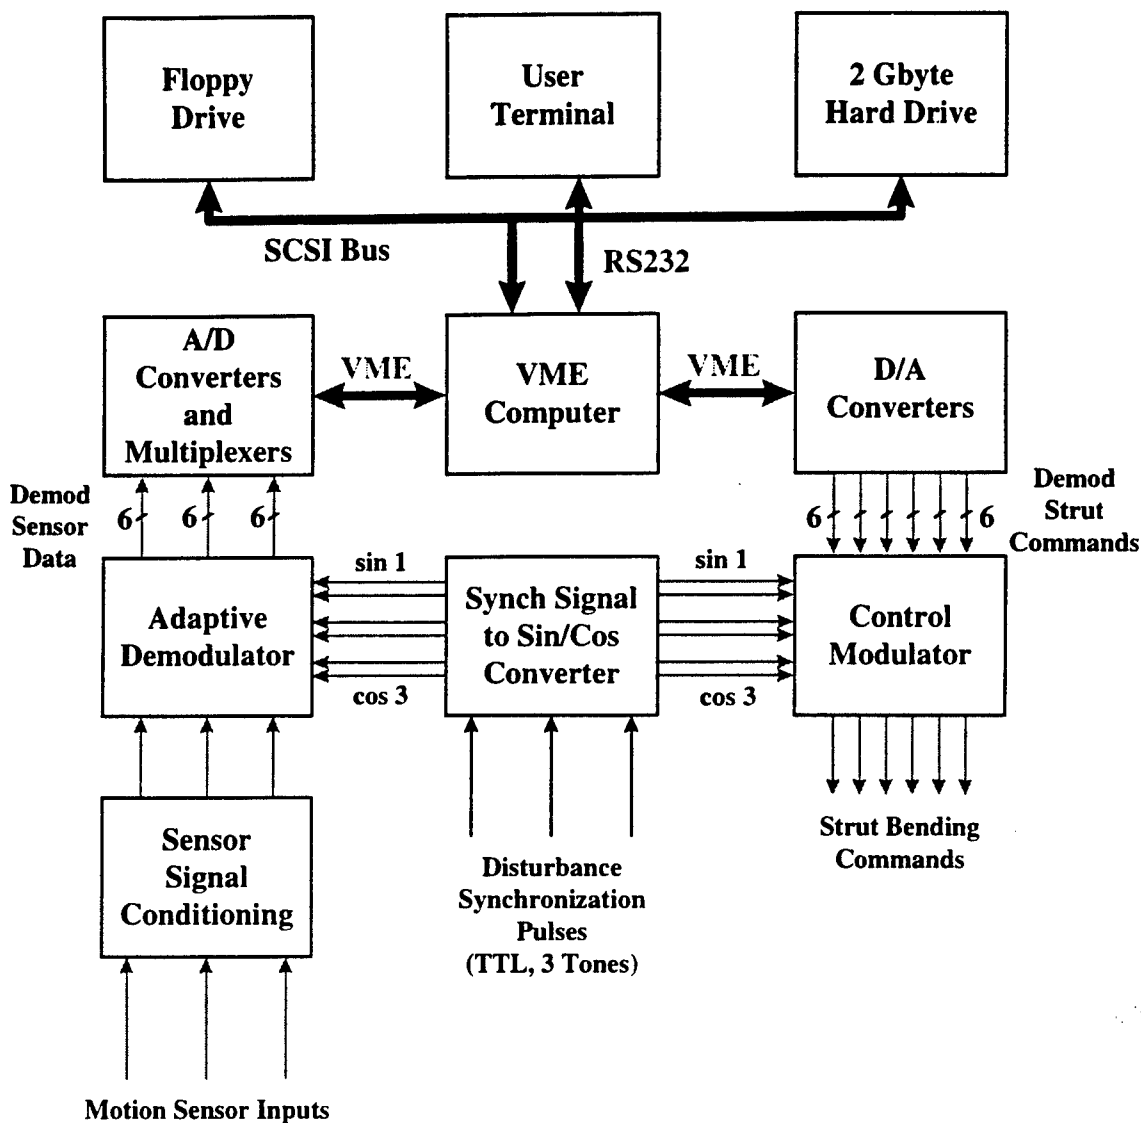 Floppy
Drive
User
Terminal
2 Gbyte
Hard Drive
SCSI Bus
RS232
A/D
Converters
and
Multiplexers
VME
VME
Computer
VME
D/A
Converters
Demod
Sensor
Data
6
6
6
6
6
Demod
Strut
Commands
Adaptive
Demodulator
sin 1
cos 3
Synch Signal
to Sin/Cos
Converter
sin 1
cos 3
Control
Modulator
Sensor
Signal
Conditioning
Disturbance
Synchronization
Pulses
(TTL, 3 Tones)
Strut Bending
Commands
Motion Sensor Inputs